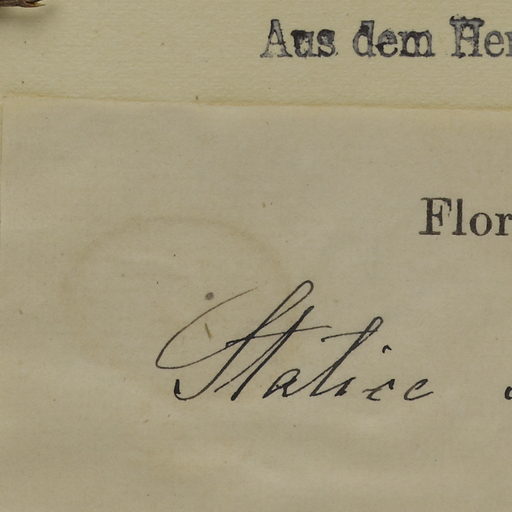 Aus dem Her
Flor
Statice